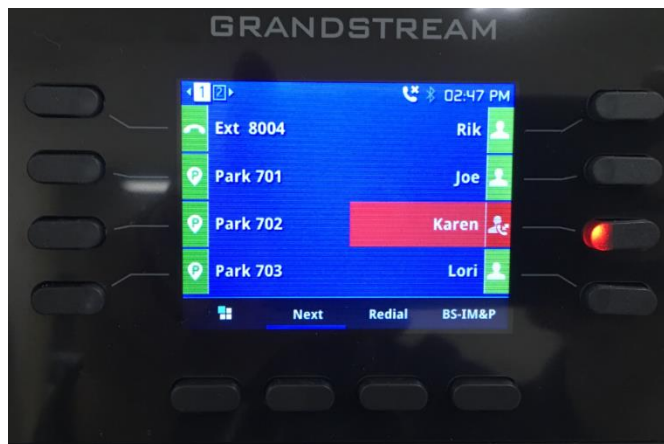 GRANDSTREAM
1 2 02:47 PM
Ext 8004 Rik
P Park 701 Joe
P Park 702 Karen
P Park 703 Lori
Next Redial BS-IM&P